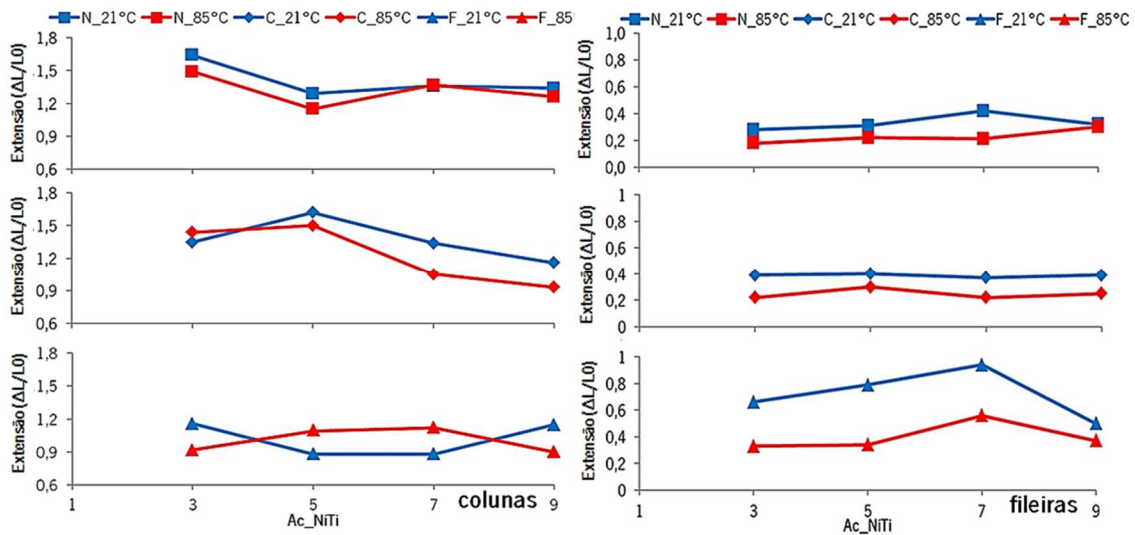 N_21°C N_85°C C_21°C C_85°C F_21°C F_85°
Extensão (ΔL/L0)
1,8
1,5
1,2
0,9
0,6
Extensão (ΔL/L0)
1,8
1,5
1,2
0,9
0,6
Extensão (ΔL/L0)
1,8
1,5
1,2
0,9
0,6
1 3 5 7 9
Ac_NiTi
colunas
N_21°C N_85°C C_21°C C_85°C F_21°C F_85°C
Extensão (ΔL/L0)
1,0
0,8
0,6
0,4
0,2
0,0
Extensão (ΔL/L0)
1
0,8
0,6
0,4
0,2
0
Extensão (ΔL/L0)
1
0,8
0,6
0,4
0,2
0
1 3 5 7 9
Ac_NiTi
fileiras